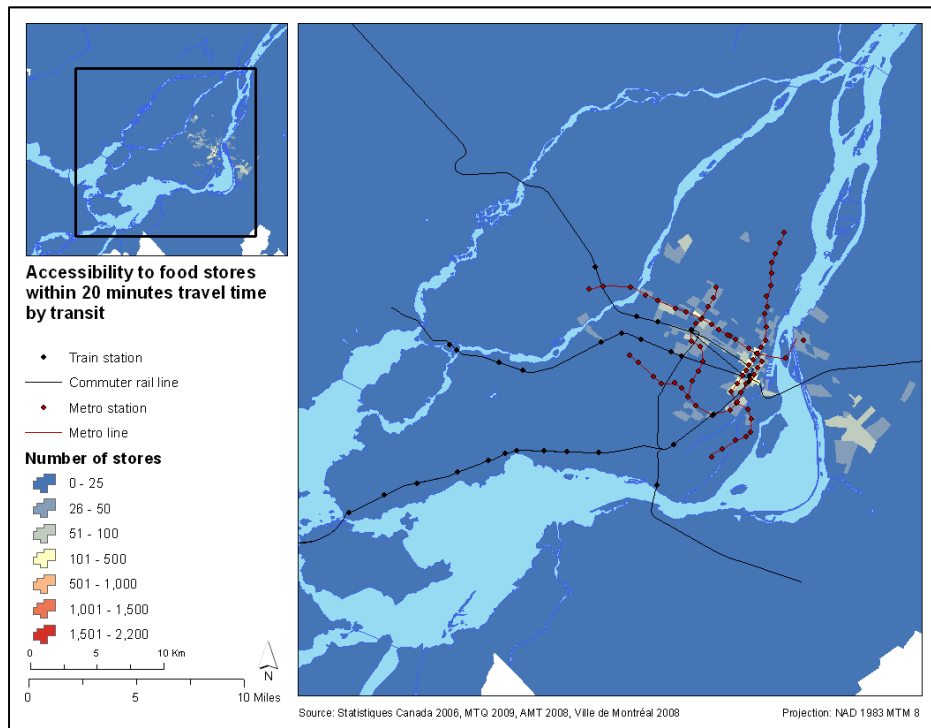 Accessibility to food stores
within 20 minutes travel time
by transit
Train station
Commuter rail line
Metro station
Metro line
Number of stores
0 - 25
26 - 50
51 - 100
101 - 500
501 - 1,000
1,001 - 1,500
1,501 - 2,200
0 5 10 Km
N
0 5 10 Miles
Source: Statistiques Canada 2006, MTQ 2009, AMT 2008, Ville de Montréal 2008
Projection: NAD 1983 MTM 8